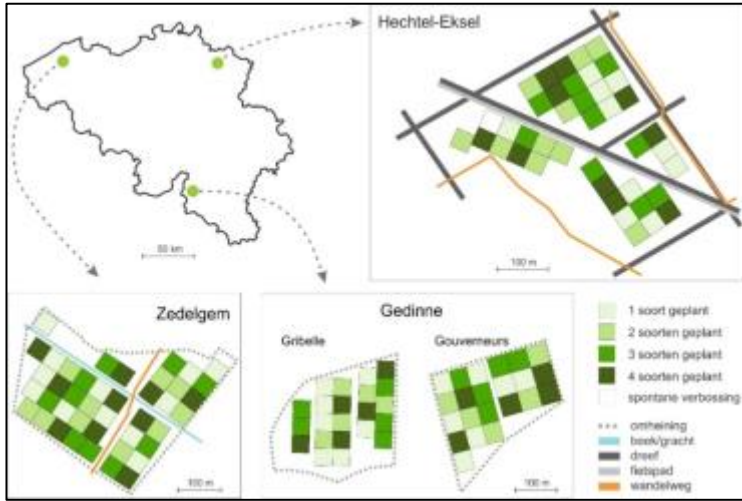 Hechtel-Eksel
50 km
100 m
Zedelgem
100 m
Gedinne
Gribelle
Gouverneurs
100 m
1 soort geplant
2 soorten geplant
3 soorten geplant
4 soorten geplant
spontane verbossing
omheining
beek/gracht
dreef
fietspad
wandelweg